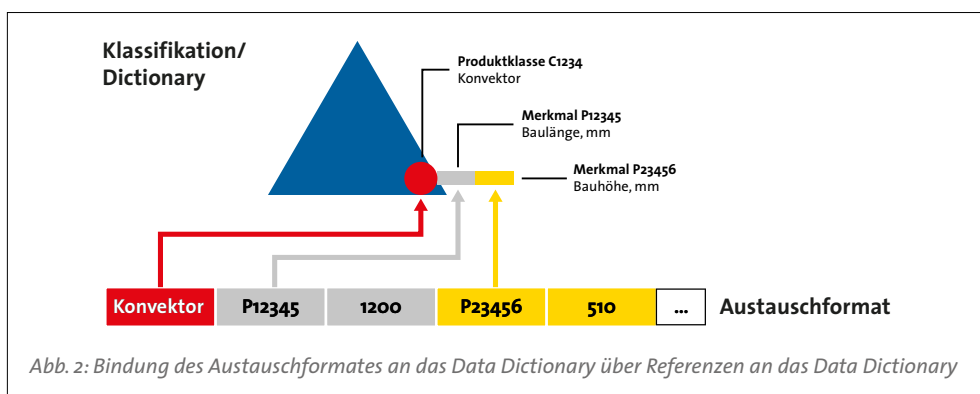 Klassifikation/
Dictionary
Produktklasse C1234
Konvektor
Merkmal P12345
Baulänge, mm
Merkmal P23456
Bauhöhe, mm
Konvektor P12345 1200 P23456 510 ... Austauschformat
Abb. 2: Bindung des Austauschformates an das Data Dictionary über Referenzen an das Data Dictionary